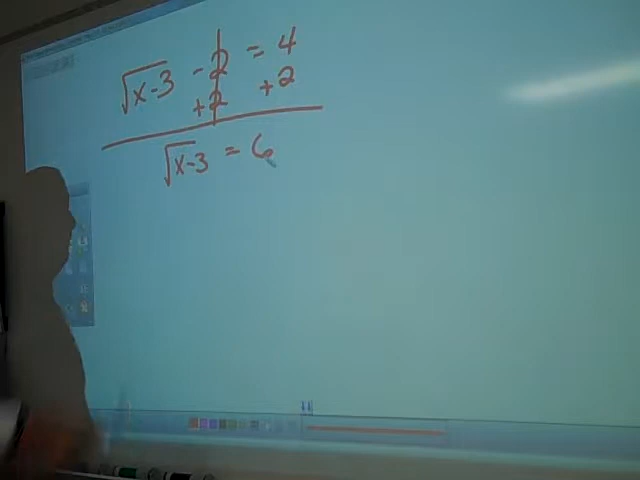 √x-3 - 2 = 4
+2 +2
√x-3 = 6